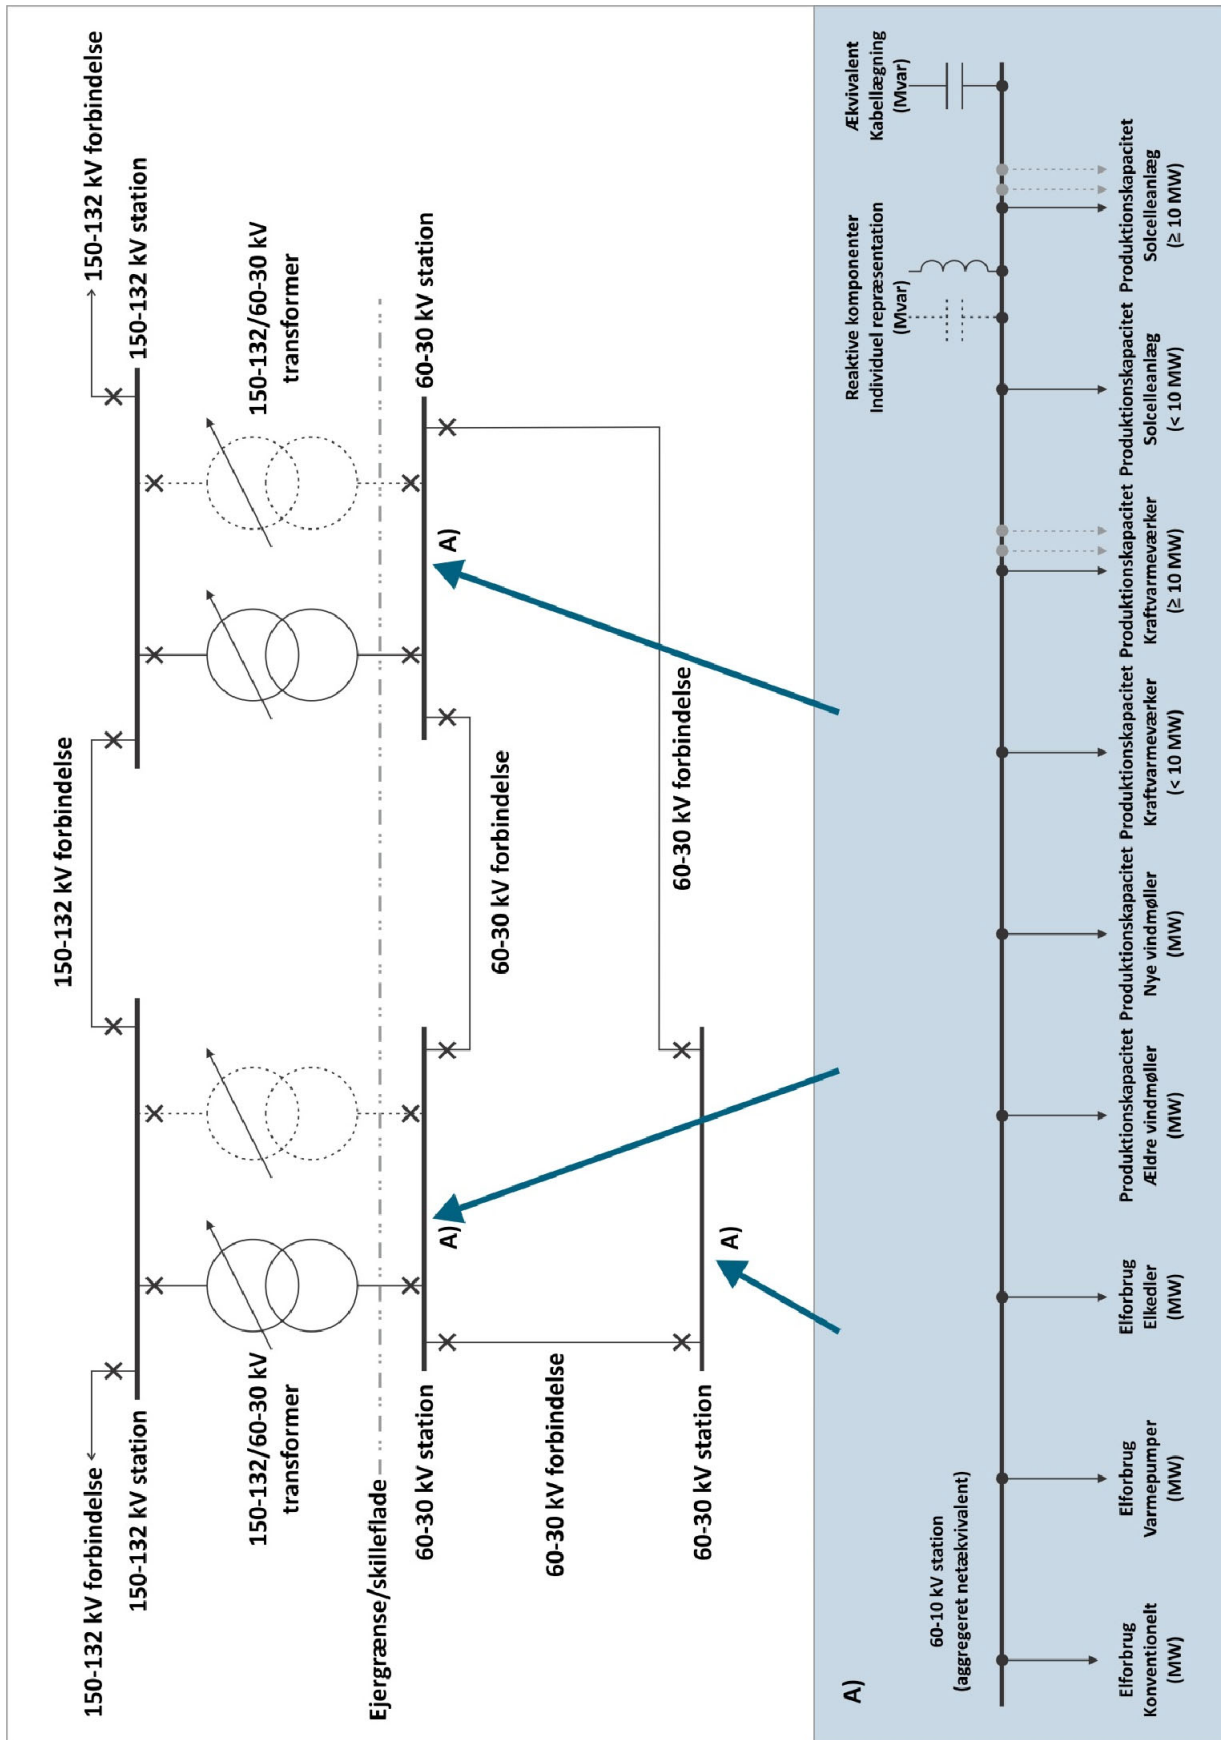 150-132 kV forbindelse
150-132 kV forbindelse
150-132 kV forbindelse
150-132 kV station
150-132 kV station
150-132/60-30 kV
transformer
150-132/60-30 kV
transformer
Ejergrænse/skilleflade
60-30 kV station
A)
A)
60-30 kV station
60-30 kV forbindelse
60-30 kV forbindelse
60-30 kV forbindelse
60-30 kV station
A)
A)
60-10 kV station
(aggregeret netækvivalent)
Reaktive komponenter
Individuel repræsentation
(Mvar)
Ækvivalent
Kabellægning
(Mvar)
Elforbrug
Konventionelt
(MW)
Elforbrug
Varmepumper
(MW)
Elforbrug
Elkedler
(MW)
Produktionskapacitet
Ældre vindmøller
(MW)
Produktionskapacitet
Nye vindmøller
(MW)
Produktionskapacitet
Kraftvarmeværker
(< 10 MW)
Produktionskapacitet
Kraftvarmeværker
(≥ 10 MW)
Produktionskapacitet
Solcelleanlæg
(< 10 MW)
Produktionskapacitet
Solcelleanlæg
(≥ 10 MW)